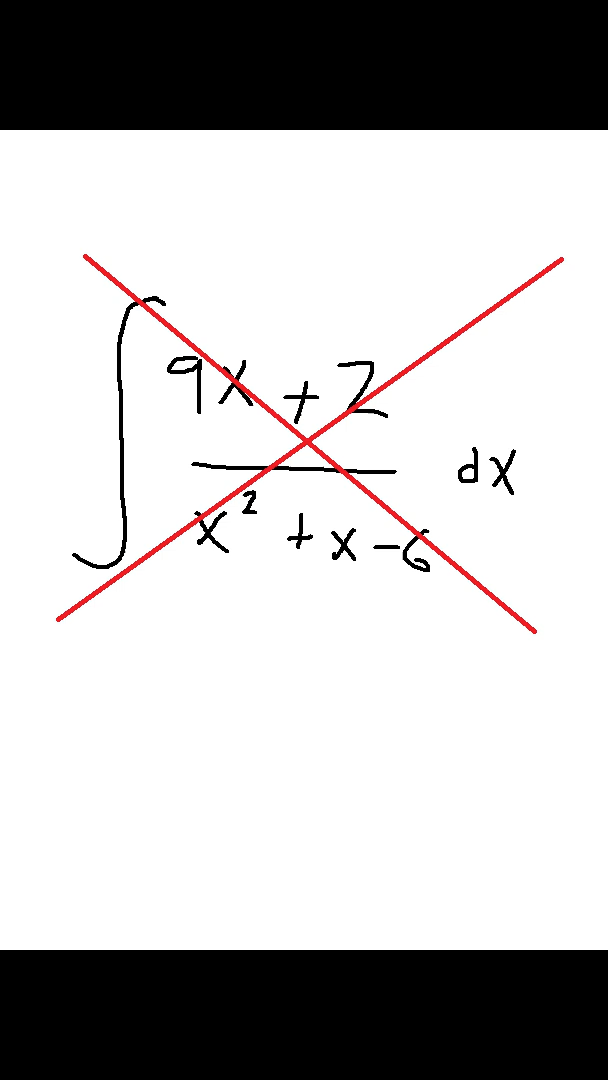 ∫ 9x + 2
x² + x - 6 dx